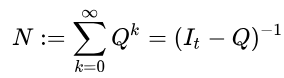 N := \sum_{k=0}^{\infty} Q^k = (I_t - Q)^{-1}